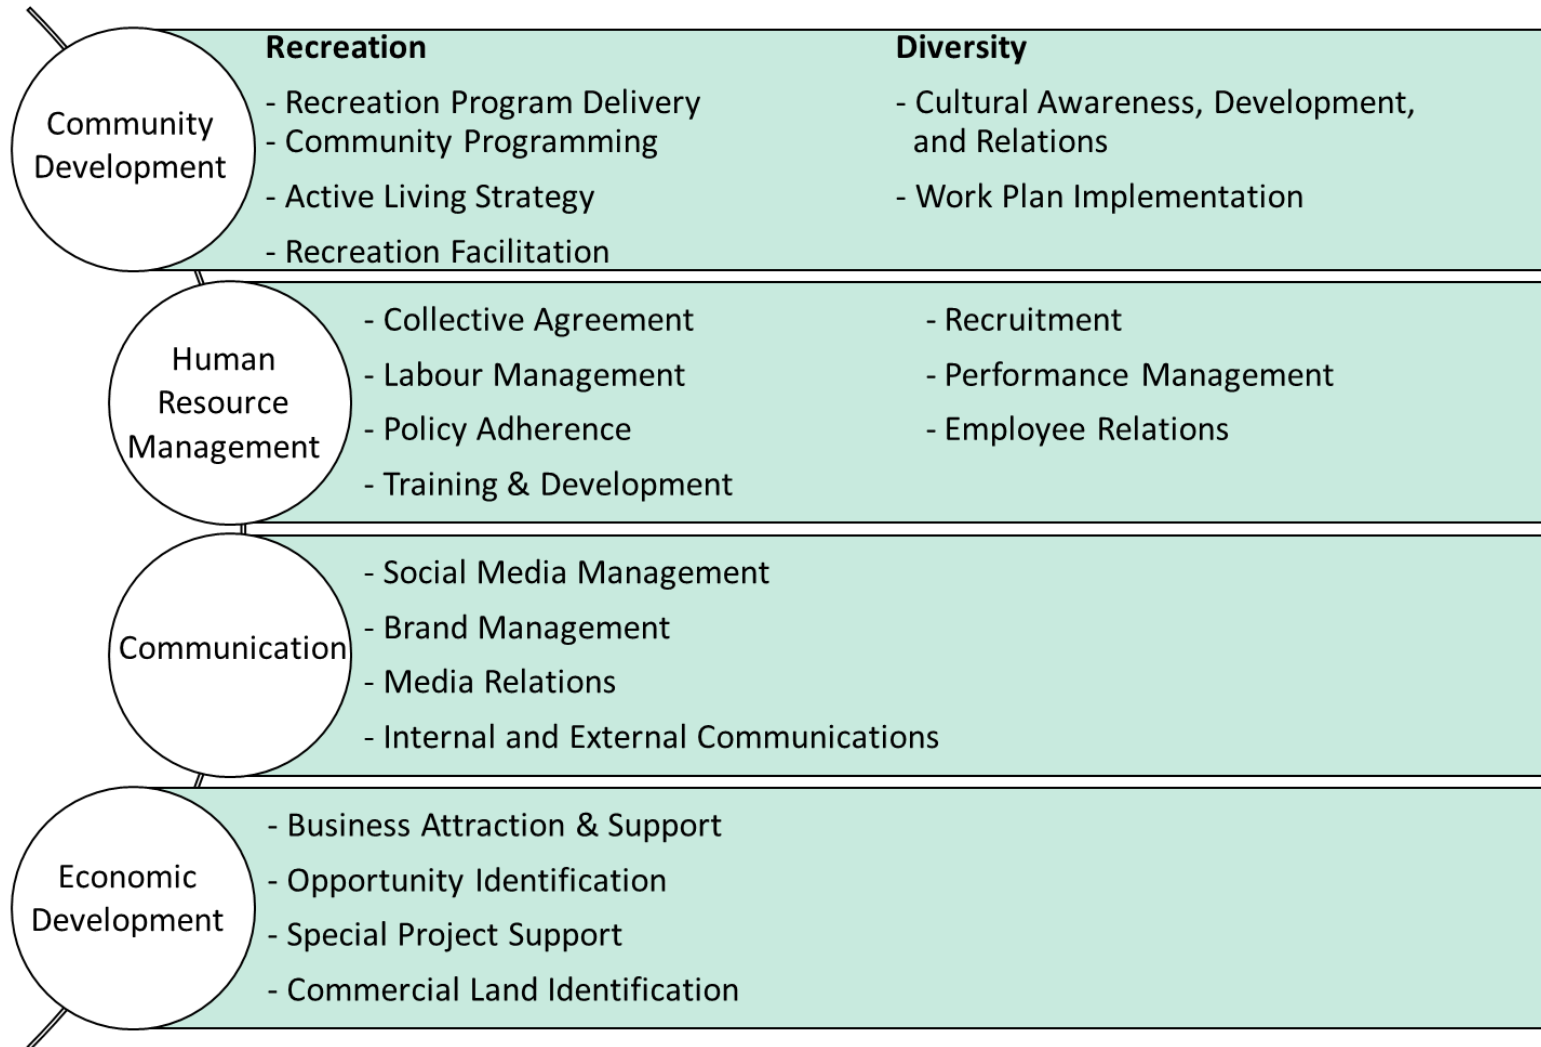 Community
Development
Recreation
- Recreation Program Delivery
- Community Programming
- Active Living Strategy
- Recreation Facilitation
Diversity
- Cultural Awareness, Development,
and Relations
- Work Plan Implementation
Human
Resource
Management
- Collective Agreement
- Labour Management
- Policy Adherence
- Training & Development
- Recruitment
- Performance Management
- Employee Relations
Communication
- Social Media Management
- Brand Management
- Media Relations
- Internal and External Communications
Economic
Development
- Business Attraction & Support
- Opportunity Identification
- Special Project Support
- Commercial Land Identification